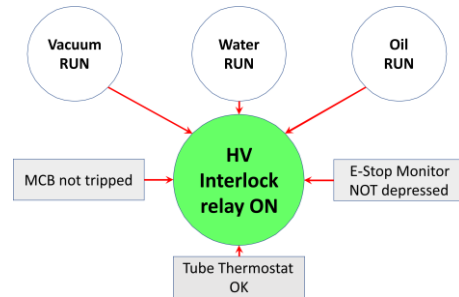 Vacuum
RUN
Water
RUN
Oil
RUN
HV
Interlock
relay ON
MCB not tripped
E-Stop Monitor
NOT depressed
Tube Thermostat
OK